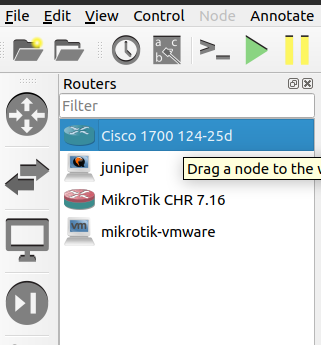 File Edit View Control Node Annotate
Routers
Filter
Cisco 1700 124-25d
juniper
Drag a node to the
MikroTik CHR 7.16
vm
mikrotik-vmware